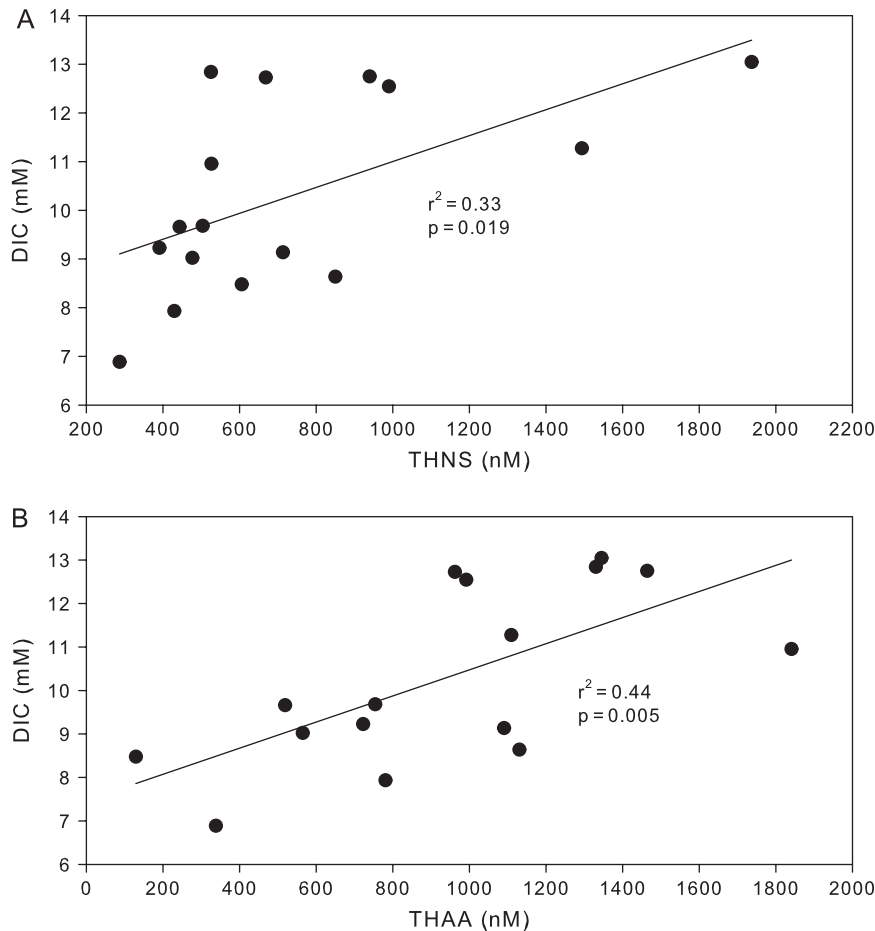 A
14
13
12
11
10
9
8
7
6
DIC (mM)
r² = 0.33
p = 0.019
200 400 600 800 1000 1200 1400 1600 1800 2000 2200
THNS (nM)
B
14
13
12
11
10
9
8
7
6
DIC (mM)
r² = 0.44
p = 0.005
0 200 400 600 800 1000 1200 1400 1600 1800 2000
THAA (nM)